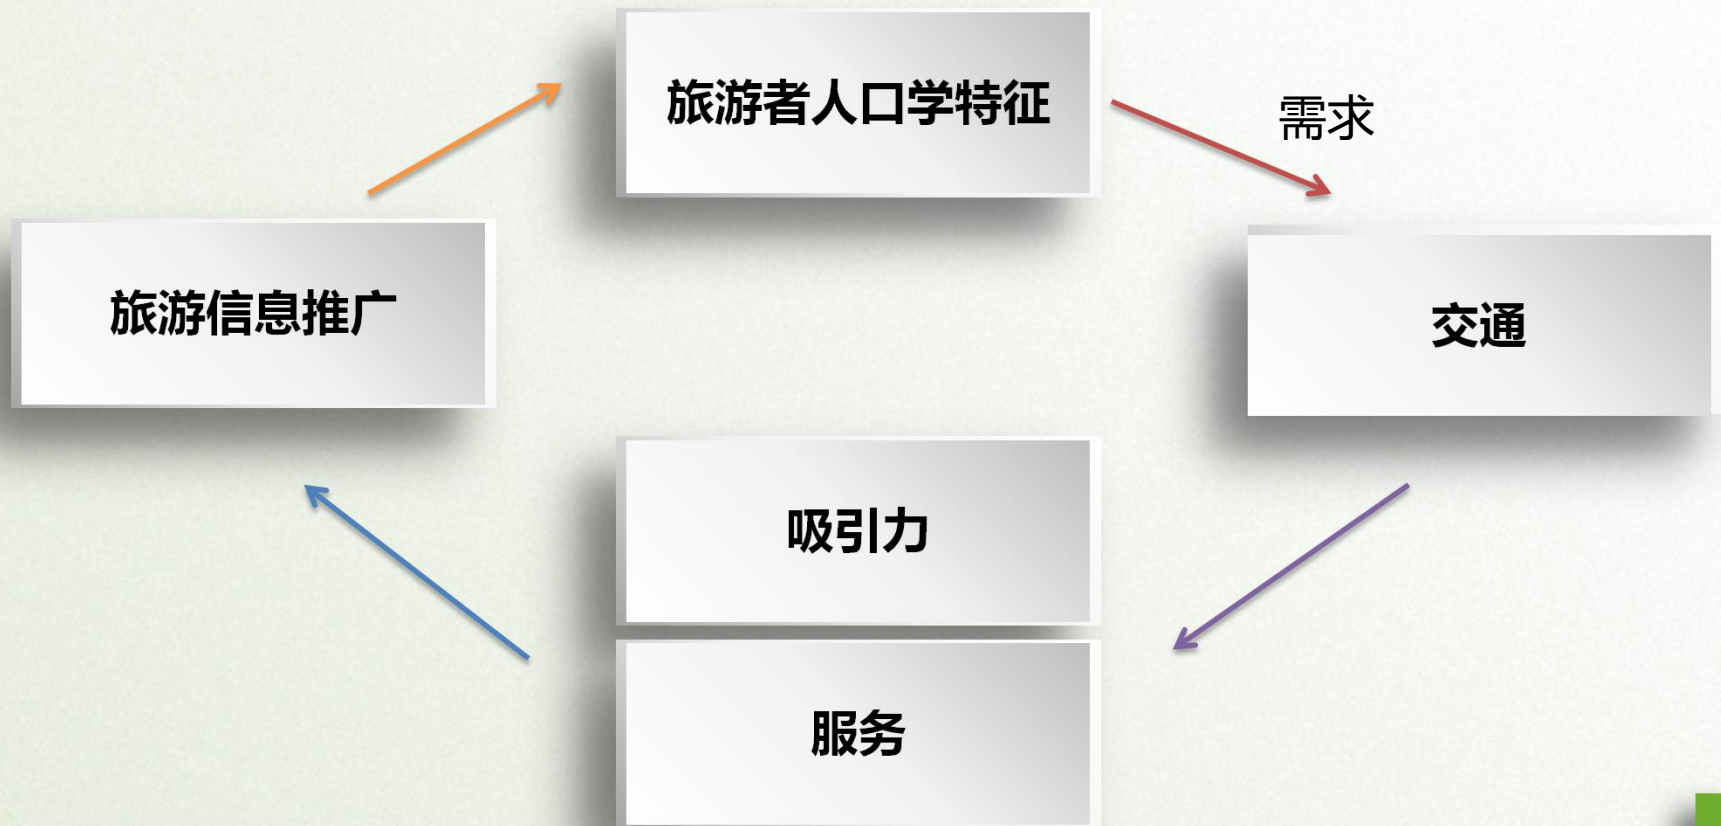 旅游者人口学特征
需求
旅游信息推广
交通
吸引力
服务